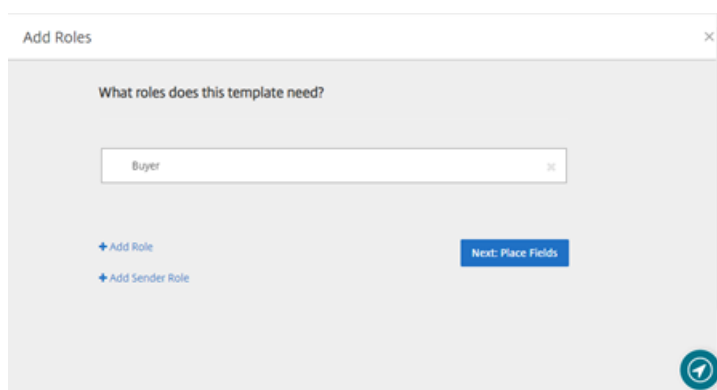 Add Roles
What roles does this template need?
Buyer
Add Role
Next: Place Fields
Add Sender Role